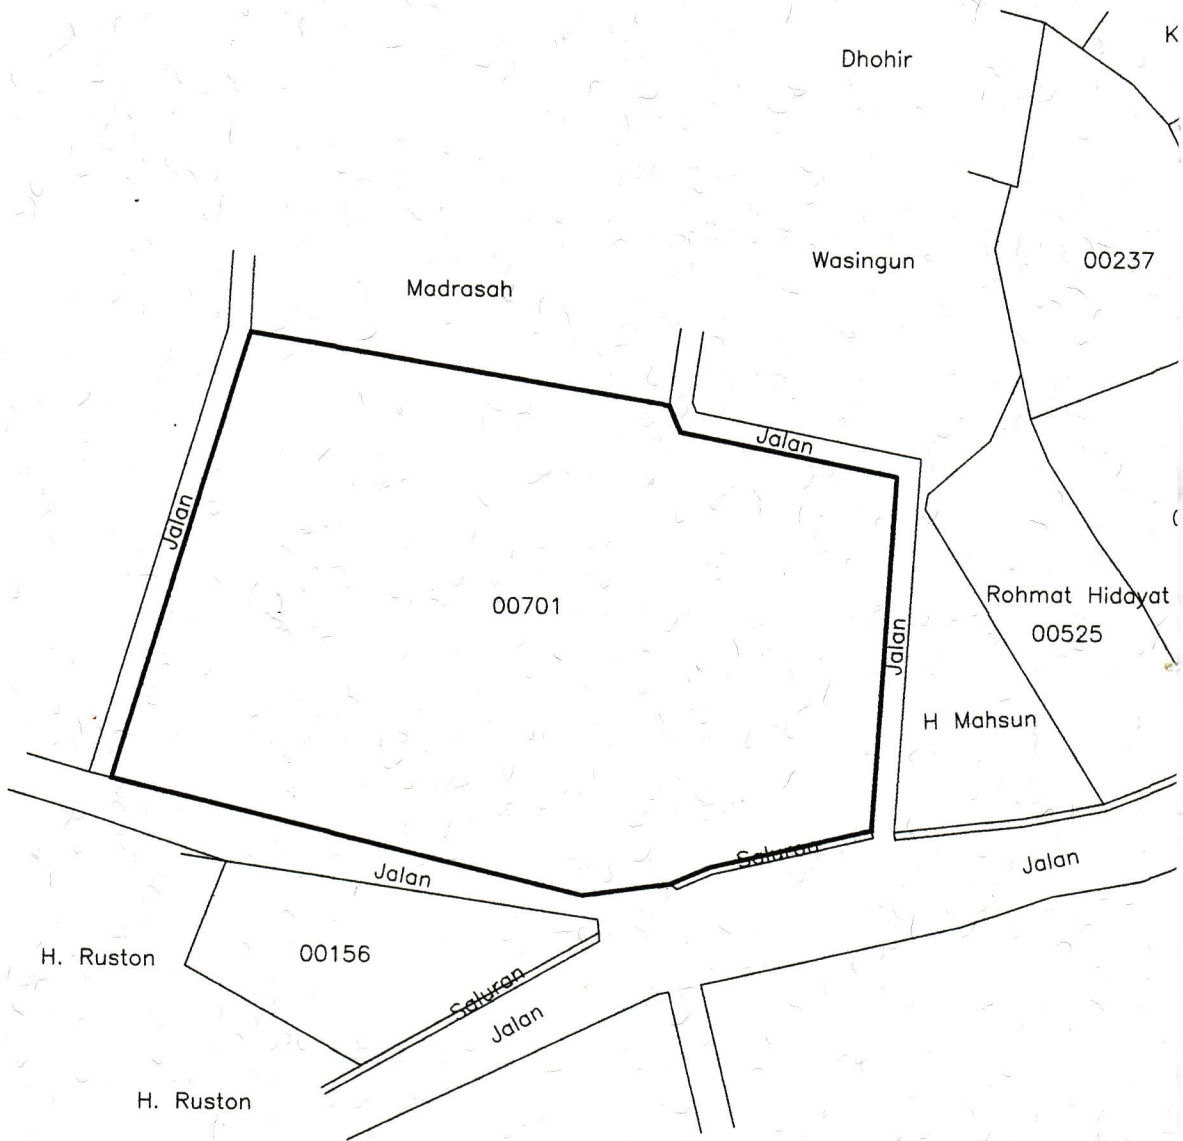 Dhohir
K
Wasingun
00237
Madrasah
Jalan
Jalan
00701
Rohmat Hidayat
00525
Jalan
H Mahsun
Saluran
Jalan
Jalan
H. Ruston
00156
Saluran
Jalan
H. Ruston